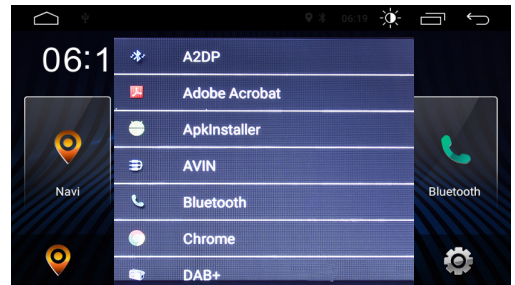 06:19
06:1
A2DP
Adobe Acrobat
ApkInstaller
AVIN
Bluetooth
Chrome
DAB+
Navi
Bluetooth